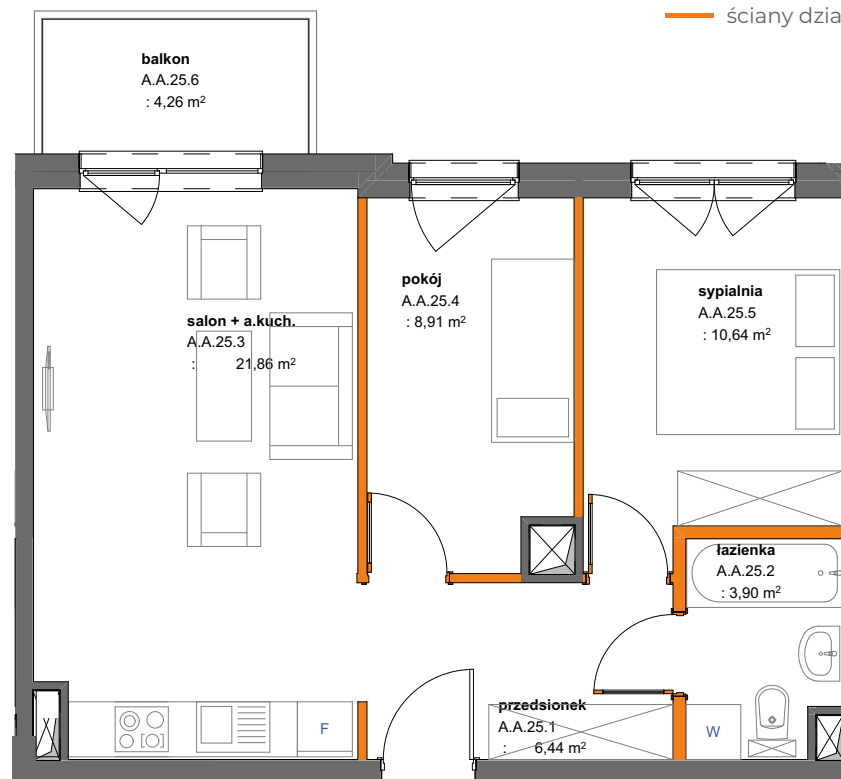 ściany dzia
balkon
A.A.25.6
: 4,26 m²
pokój
A.A.25.4
: 8,91 m²
sypialnia
A.A.25.5
: 10,64 m²
salon + a.kuch.
A.A.25.3
: 21,86 m²
łazienka
A.A.25.2
: 3,90 m²
przedsionek
A.A.25.1
: 6,44 m²
F
W